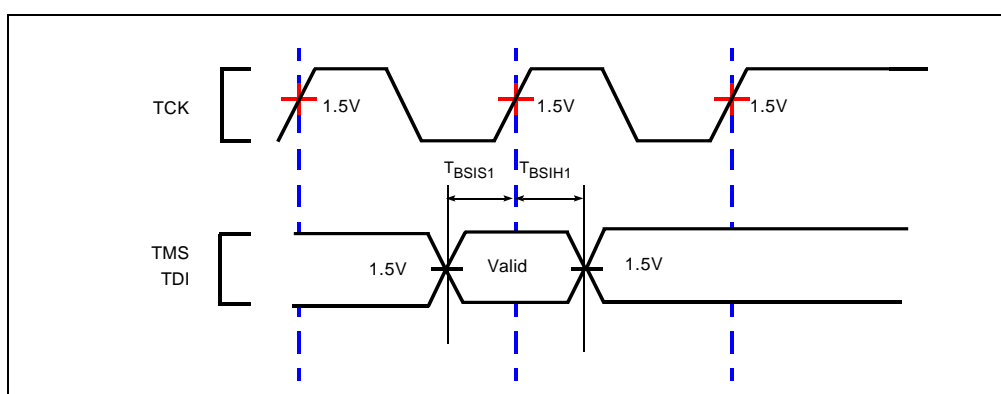 TCK
1.5V 1.5V 1.5V
TBSIS1 TBSIH1
TMS
TDI
1.5V Valid 1.5V